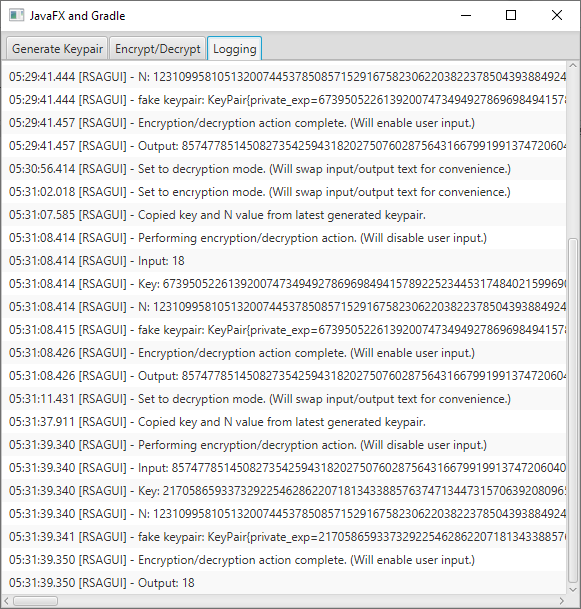 JavaFX and Gradle
Generate Keypair Encrypt/Decrypt Logging
05:29:41.444 [RSAGUI] - N: 1231099581051320074453785085715291675823062203822378504393884924
05:29:41.444 [RSAGUI] - fake keypair: KeyPair{private_exp=673950522613920074734949278696984941578
05:29:41.457 [RSAGUI] - Encryption/decryption action complete. (Will enable user input.)
05:29:41.457 [RSAGUI] - Output: 857477851450827354259431820275076028756431667991991374720604
05:30:56.414 [RSAGUI] - Set to decryption mode. (Will swap input/output text for convenience.)
05:31:02.018 [RSAGUI] - Set to encryption mode. (Will swap input/output text for convenience.)
05:31:07.585 [RSAGUI] - Copied key and N value from latest generated keypair.
05:31:08.414 [RSAGUI] - Performing encryption/decryption action. (Will disable user input.)
05:31:08.414 [RSAGUI] - Input: 18
05:31:08.414 [RSAGUI] - Key: 673950522613920074734949278696984941578922523445317484021599690
05:31:08.414 [RSAGUI] - N: 1231099581051320074453785085715291675823062203822378504393884924
05:31:08.415 [RSAGUI] - fake keypair: KeyPair{private_exp=673950522613920074734949278696984941578
05:31:08.426 [RSAGUI] - Encryption/decryption action complete. (Will enable user input.)
05:31:08.426 [RSAGUI] - Output: 857477851450827354259431820275076028756431667991991374720604
05:31:11.431 [RSAGUI] - Set to decryption mode. (Will swap input/output text for convenience.)
05:31:37.911 [RSAGUI] - Copied key and N value from latest generated keypair.
05:31:39.340 [RSAGUI] - Performing encryption/decryption action. (Will disable user input.)
05:31:39.340 [RSAGUI] - Input: 857477851450827354259431820275076028756431667991991374720604
05:31:39.340 [RSAGUI] - Key: 217058659337329225462862207181343388576374713447315706392080965
05:31:39.340 [RSAGUI] - N: 1231099581051320074453785085715291675823062203822378504393884924
05:31:39.341 [RSAGUI] - fake keypair: KeyPair{private_exp=217058659337329225462862207181343388576
05:31:39.350 [RSAGUI] - Encryption/decryption action complete. (Will enable user input.)
05:31:39.350 [RSAGUI] - Output: 18